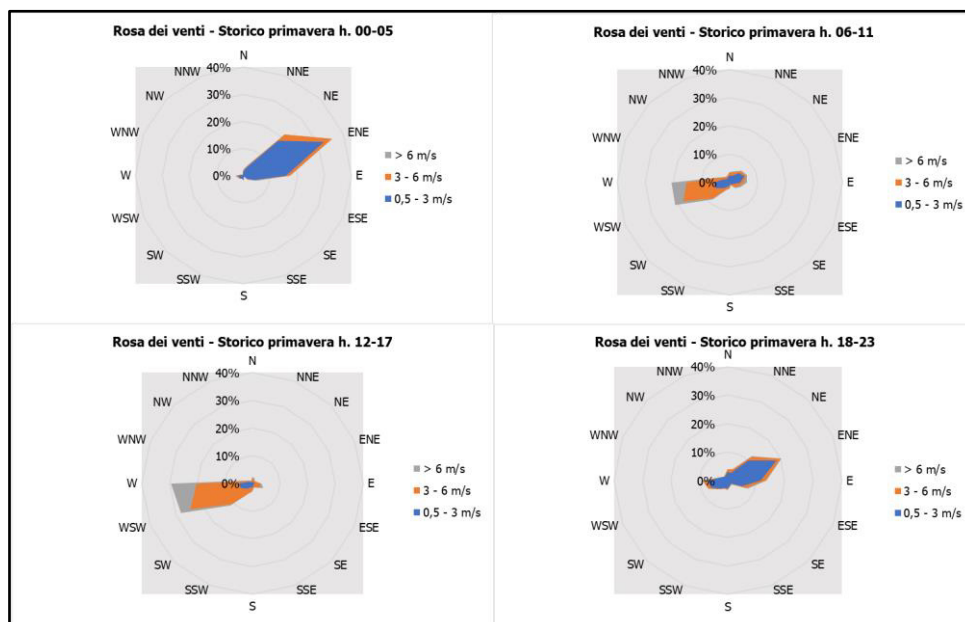 Rosa dei venti - Storico primavera h. 00-05
N
NNW
40%
NNE
NW
30%
NE
20%
WNW
ENE
10%
W
0%
E
WSW
ESE
SW
SE
SSW
SSE
S
> 6 m/s
3 - 6 m/s
0,5 - 3 m/s
Rosa dei venti - Storico primavera h. 06-11
N
NNW
40%
NNE
NW
30%
NE
20%
WNW
ENE
10%
W
0%
E
WSW
ESE
SW
SE
SSW
SSE
S
> 6 m/s
3 - 6 m/s
0,5 - 3 m/s
Rosa dei venti - Storico primavera h. 12-17
N
NNW
40%
NNE
NW
30%
NE
20%
WNW
ENE
10%
W
0%
E
WSW
ESE
SW
SE
SSW
SSE
S
> 6 m/s
3 - 6 m/s
0,5 - 3 m/s
Rosa dei venti - Storico primavera h. 18-23
N
NNW
40%
NNE
NW
30%
NE
20%
WNW
ENE
10%
W
0%
E
WSW
ESE
SW
SE
SSW
SSE
S
> 6 m/s
3 - 6 m/s
0,5 - 3 m/s